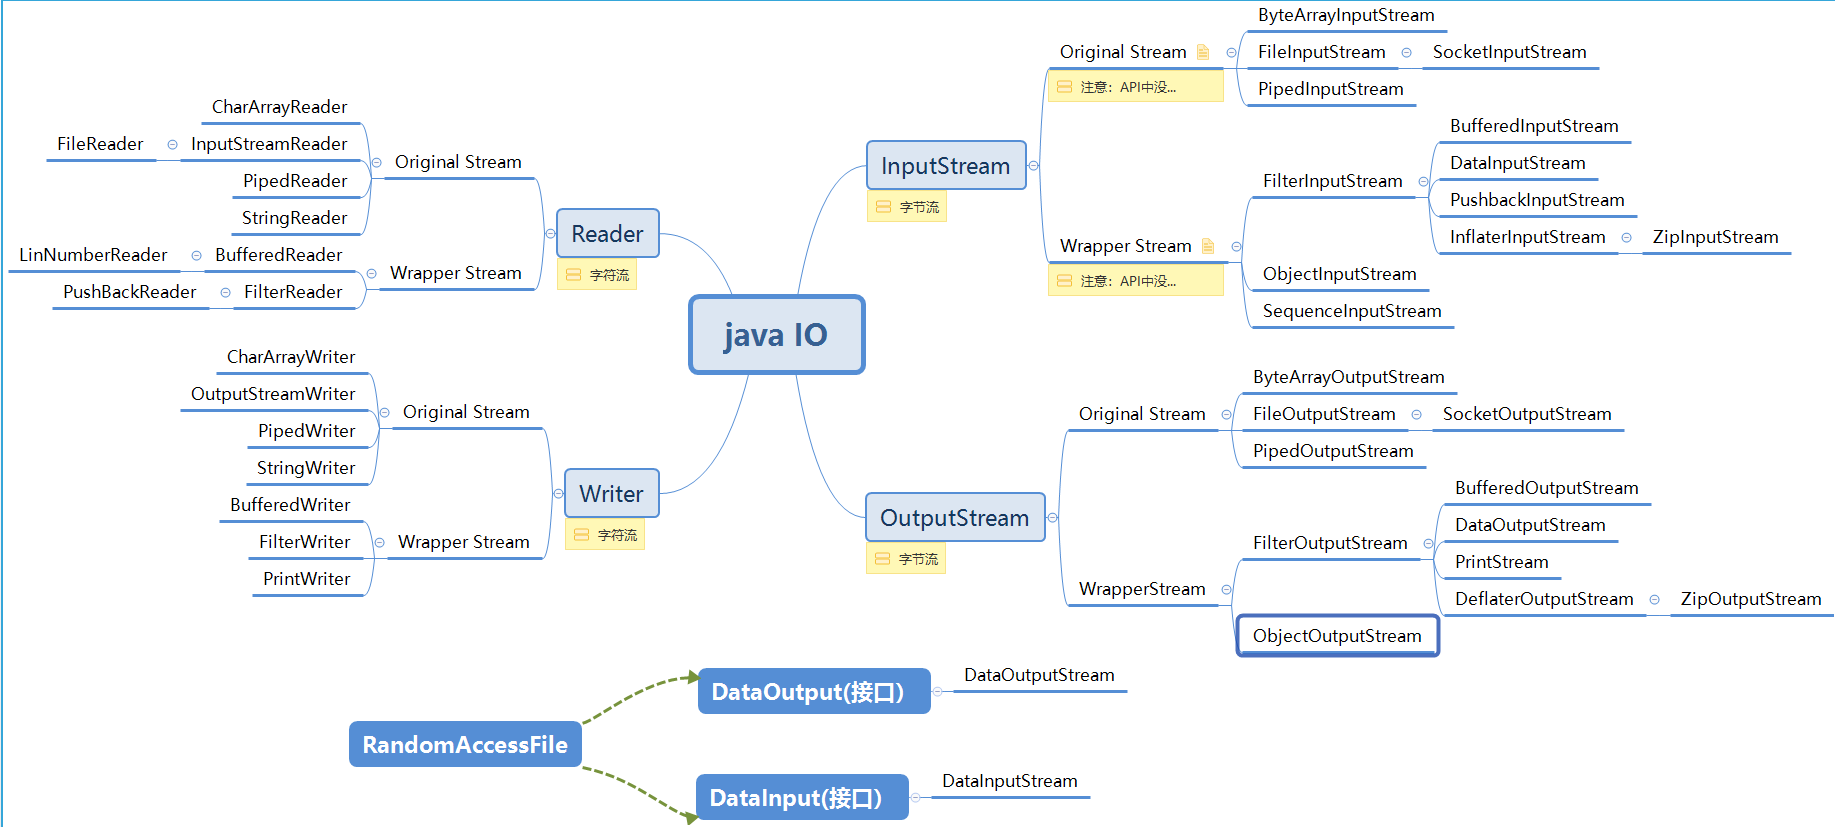 java IO
InputStream
字节流
Original Stream
注意：API中没...
ByteArrayInputStream
FileInputStream
SocketInputStream
PipedInputStream
Wrapper Stream
注意：API中没...
FilterInputStream
BufferedInputStream
DataInputStream
PushbackInputStream
InflaterInputStream
ZipInputStream
ObjectInputStream
SequenceInputStream
OutputStream
字节流
Original Stream
ByteArrayOutputStream
FileOutputStream
SocketOutputStream
PipedOutputStream
WrapperStream
FilterOutputStream
BufferedOutputStream
DataOutputStream
PrintStream
DeflaterOutputStream
ZipOutputStream
ObjectOutputStream
Reader
字符流
Original Stream
CharArrayReader
InputStreamReader
FileReader
PipedReader
StringReader
Wrapper Stream
BufferedReader
LinNumberReader
FilterReader
PushBackReader
Writer
字符流
Original Stream
CharArrayWriter
OutputStreamWriter
PipedWriter
StringWriter
Wrapper Stream
BufferedWriter
FilterWriter
PrintWriter
RandomAccessFile
DataOutput(接口)
DataOutputStream
DataInput(接口)
DataInputStream